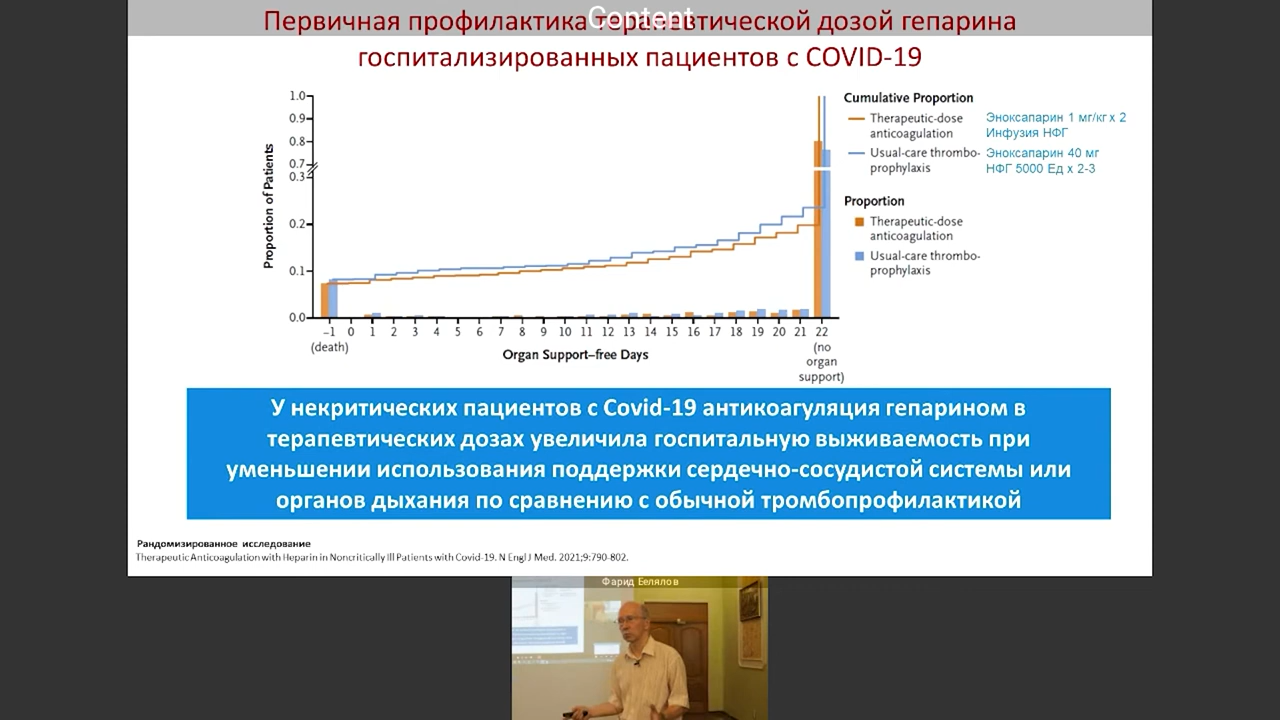 Content
Первичная профилактика терапевтической дозой гепарина
госпитализированных пациентов с COVID-19
Proportion of Patients
1.0
0.9
0.8
0.7
0.3
0.2
0.1
0.0
−1 0 1 2 3 4 5 6 7 8 9 10 11 12 13 14 15 16 17 18 19 20 21 22
(death)
(no
organ
support)
Organ Support–free Days
Cumulative Proportion
Therapeutic-dose
anticoagulation
Эноксапарин 1 мг/кг х 2
Инфузия НФГ
Usual-care thrombo-
prophylaxis
Эноксапарин 40 мг
НФГ 5000 Ед х 2-3
Proportion
Therapeutic-dose
anticoagulation
Usual-care thrombo-
prophylaxis
У некритических пациентов с Covid-19 антикоагуляция гепарином в
терапевтических дозах увеличила госпитальную выживаемость при
уменьшении использования поддержки сердечно-сосудистой системы или
органов дыхания по сравнению с обычной тромбопрофилактикой
Рандомизированное исследование
Therapeutic Anticoagulation with Heparin in Noncritically Ill Patients with Covid-19. N Engl J Med. 2021;9:790-802.
Фарид Белялов